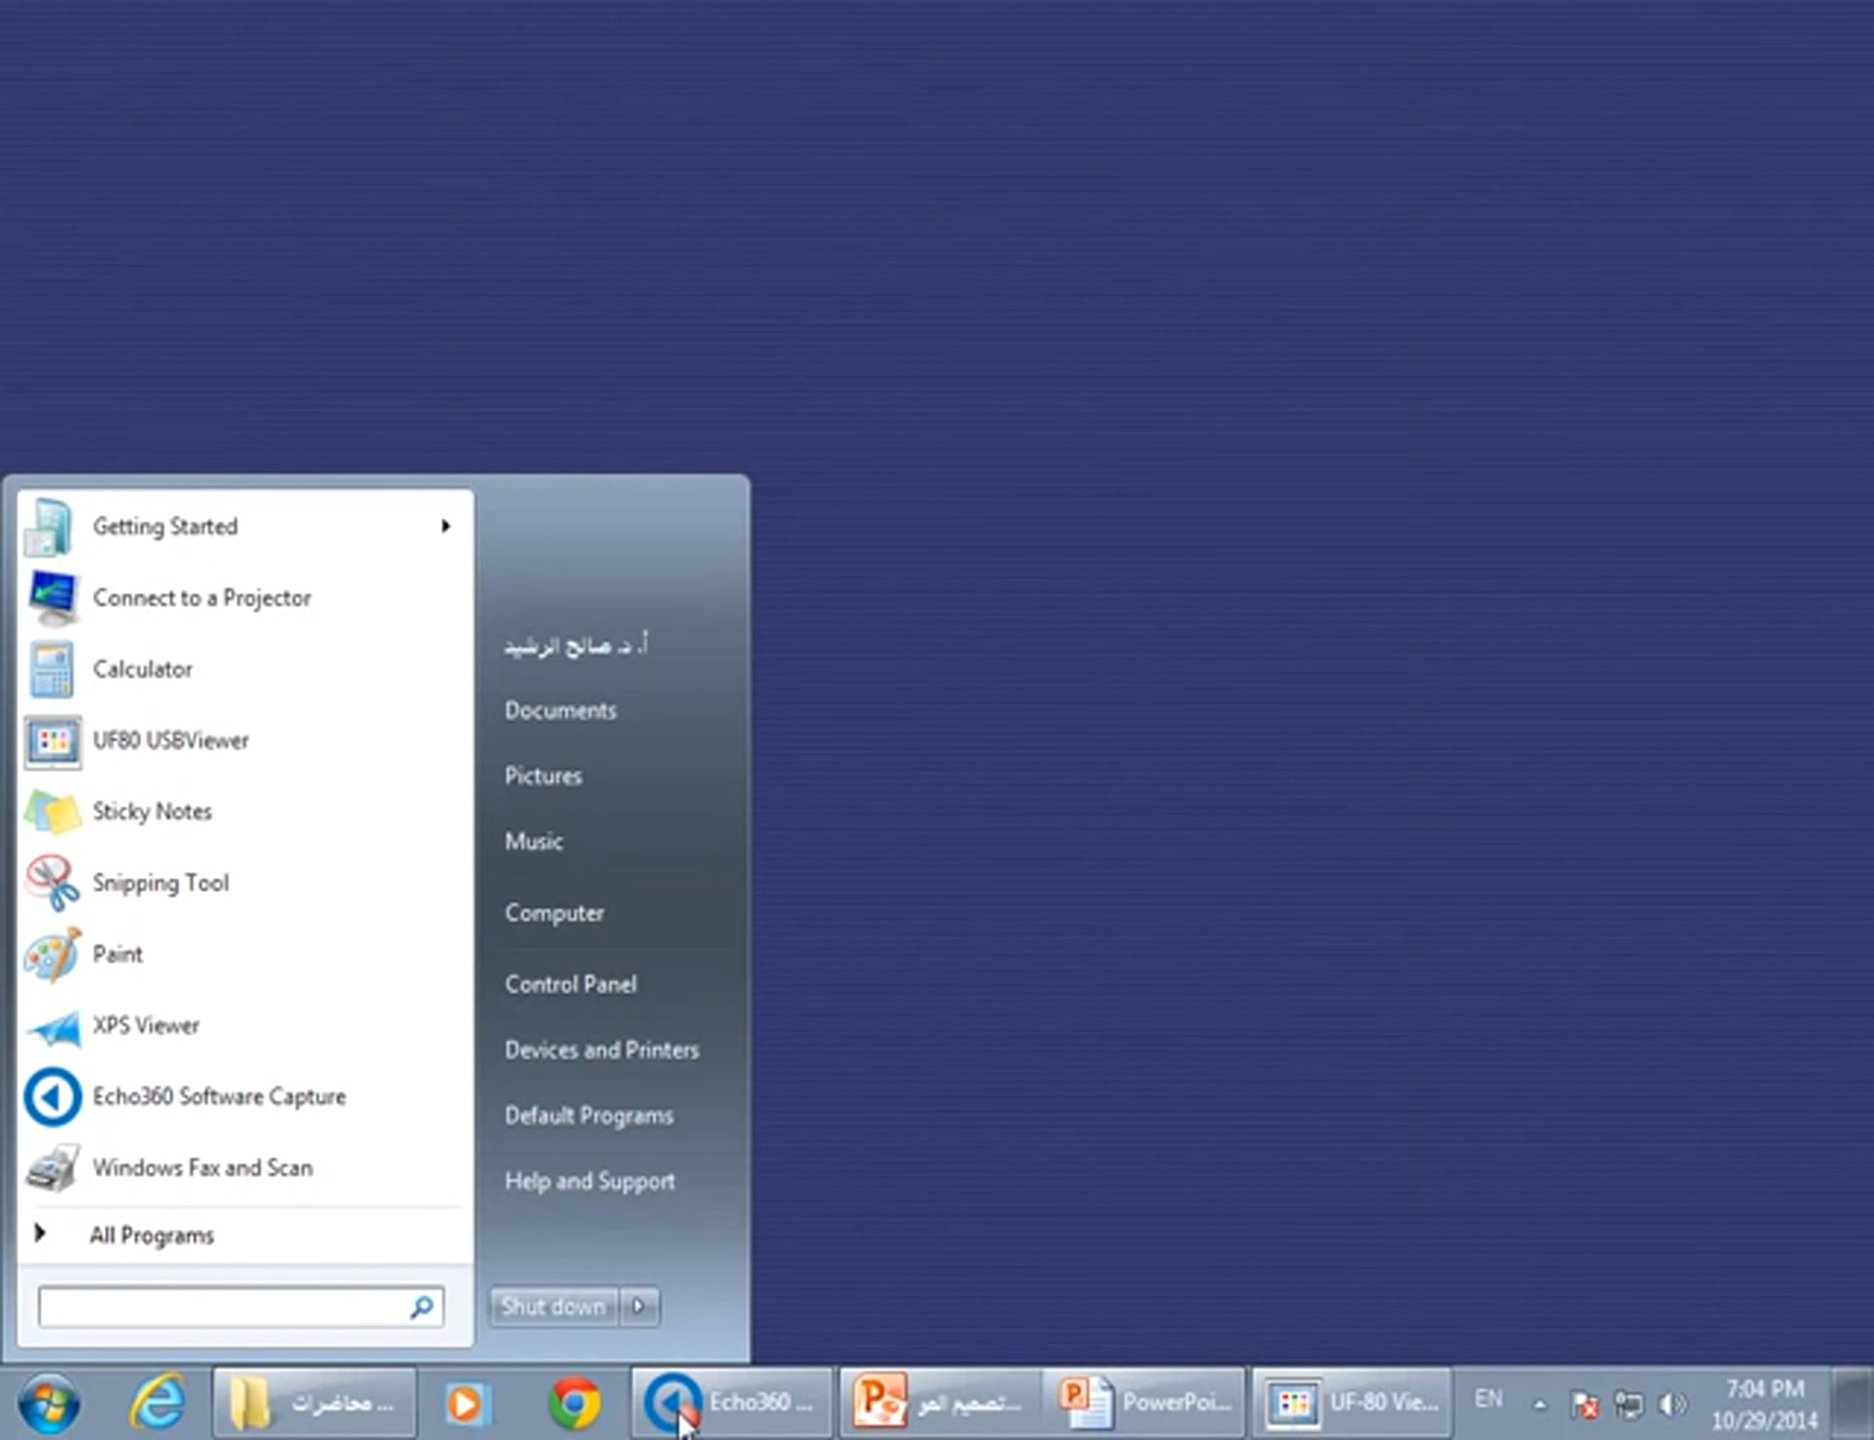 Getting Started
Connect to a Projector
Calculator
UF80 USBViewer
Sticky Notes
Snipping Tool
Paint
XPS Viewer
Echo360 Software Capture
Windows Fax and Scan
All Programs
أ. د. صالح الرشيد
Documents
Pictures
Music
Computer
Control Panel
Devices and Printers
Default Programs
Help and Support
Shut down
محاضرات ...
Echo360 ...
تصميم المو...
PowerPoi...
UF-80 Vie...
EN
7:04 PM
10/29/2014